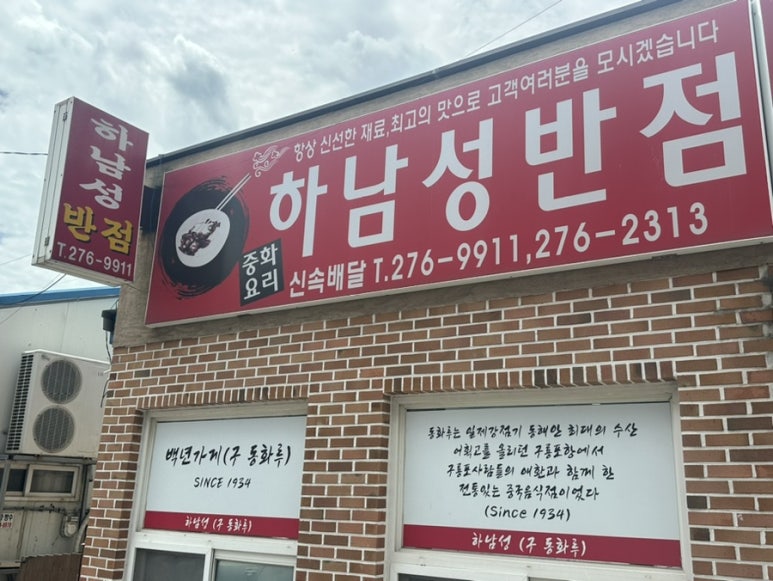 하남성
반점
T.276-9911
항상 신선한 재료,최고의 맛으로 고객여러분을 모시겠습니다
하남성반점
중화
요리
신속배달 T.276-9911,276-2313
백년가게(구 동화루)
SINCE 1934
하남성 (구 동화루)
동화루는 일제강점기 동해안 최대의 수산
어획고를 올리던 구룡포항에서
구룡포사람들의 애환과 함께 한
전통있는 중국음식점이었다
(Since 1934)
하남성 (구 동화루)